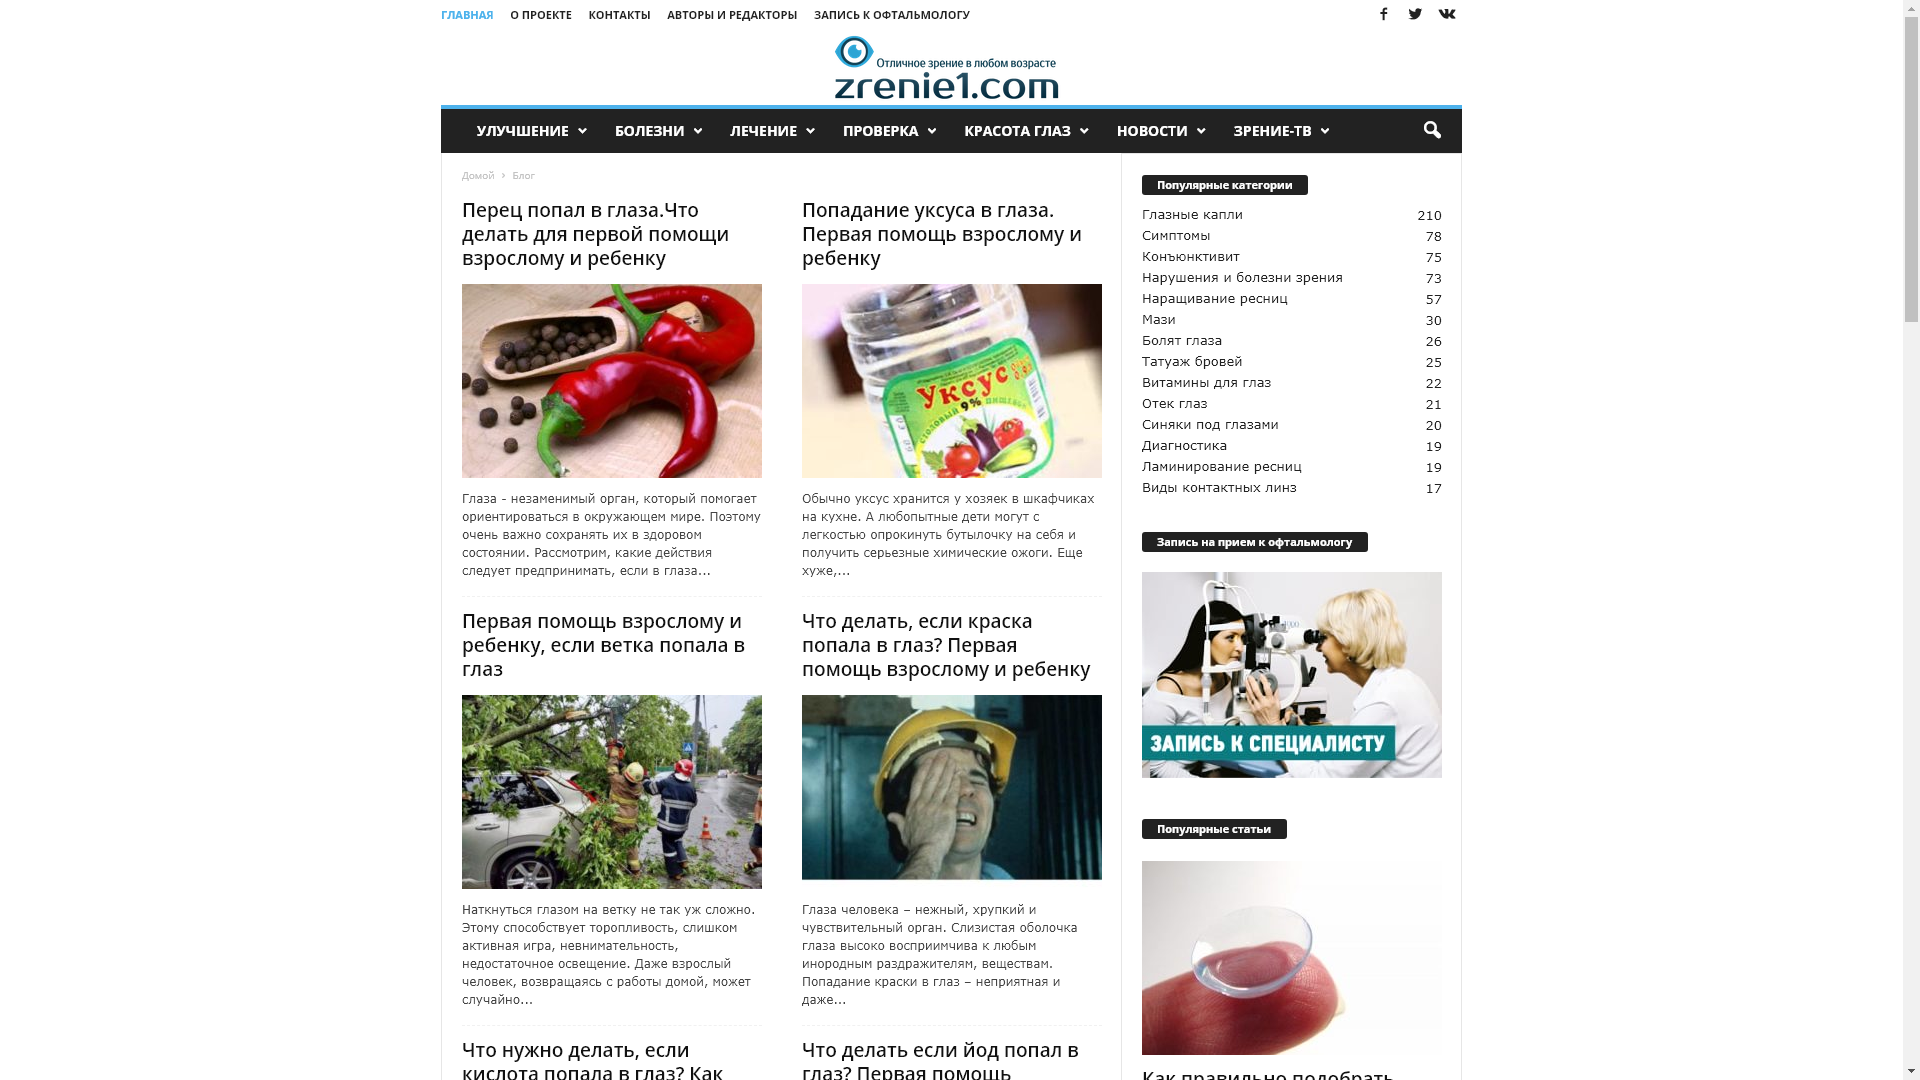 ГЛАВНАЯ
О ПРОЕКТЕ
КОНТАКТЫ
АВТОРЫ И РЕДАКТОРЫ
ЗАПИСЬ К ОФТАЛЬМОЛОГУ
Отличное зрение в любом возрасте
zrenie1.com
УЛУЧШЕНИЕ
БОЛЕЗНИ
ЛЕЧЕНИЕ
ПРОВЕРКА
КРАСОТА ГЛАЗ
НОВОСТИ
ЗРЕНИЕ-ТВ
Домой > Блог
Перец попал в глаза.Что
делать для первой помощи
взрослому и ребенку
Глаза - незаменимый орган, который помогает
ориентироваться в окружающем мире. Поэтому
очень важно сохранять их в здоровом
состоянии. Рассмотрим, какие действия
следует предпринимать, если в глаза...
Попадание уксуса в глаза.
Первая помощь взрослому и
ребенку
Уксус
9%
столовый
Обычно уксус хранится у хозяек в шкафчиках
на кухне. А любопытные дети могут с
легкостью опрокинуть бутылочку на себя и
получить серьезные химические ожоги. Еще
хуже,...
Первая помощь взрослому и
ребенку, если ветка попала в
глаз
Наткнуться глазом на ветку не так уж сложно.
Этому способствует торопливость, слишком
активная игра, невнимательность,
недостаточное освещение. Даже взрослый
человек, возвращаясь с работы домой, может
случайно...
Что делать, если краска
попала в глаз? Первая
помощь взрослому и ребенку
Глаза человека – нежный, хрупкий и
чувствительный орган. Слизистая оболочка
глаза высоко восприимчива к любым
инородным раздражителям, веществам.
Попадание краски в глаз – неприятная и
даже...
Что нужно делать, если
кислота попала в глаз? Как
Что делать если йод попал в
глаз? Первая помощь
Популярные категории
Глазные капли 210
Симптомы 78
Конъюнктивит 75
Нарушения и болезни зрения 73
Наращивание ресниц 57
Мази 30
Болят глаза 26
Татуаж бровей 25
Витамины для глаз 22
Отек глаз 21
Синяки под глазами 20
Диагностика 19
Ламинирование ресниц 19
Виды контактных линз 17
Запись на прием к офтальмологу
ЗАПИСЬ К СПЕЦИАЛИСТУ
Популярные статьи
Как правильно подобрать